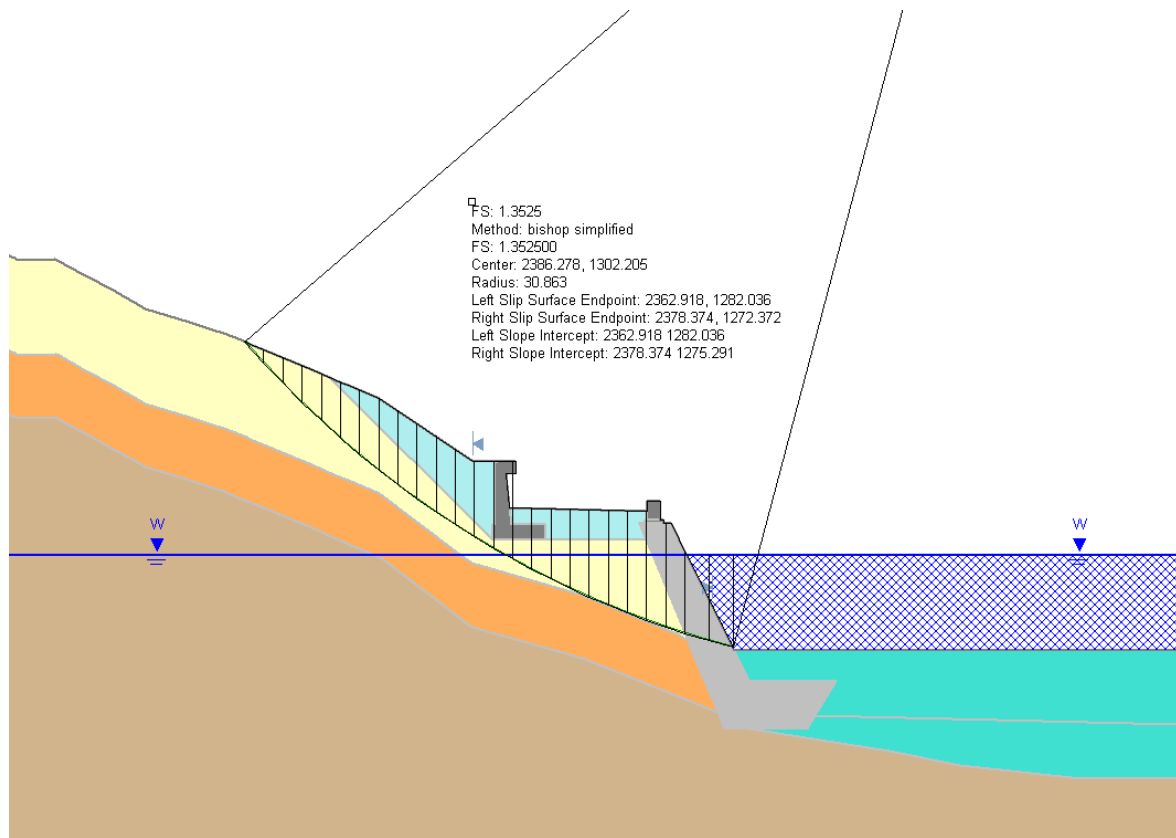 FS: 1.3525
Method: bishop simplified
FS: 1.352500
Center: 2386.278, 1302.205
Radius: 30.863
Left Slip Surface Endpoint: 2362.918, 1282.036
Right Slip Surface Endpoint: 2378.374, 1272.372
Left Slope Intercept: 2362.918 1282.036
Right Slope Intercept: 2378.374 1275.291
W
W